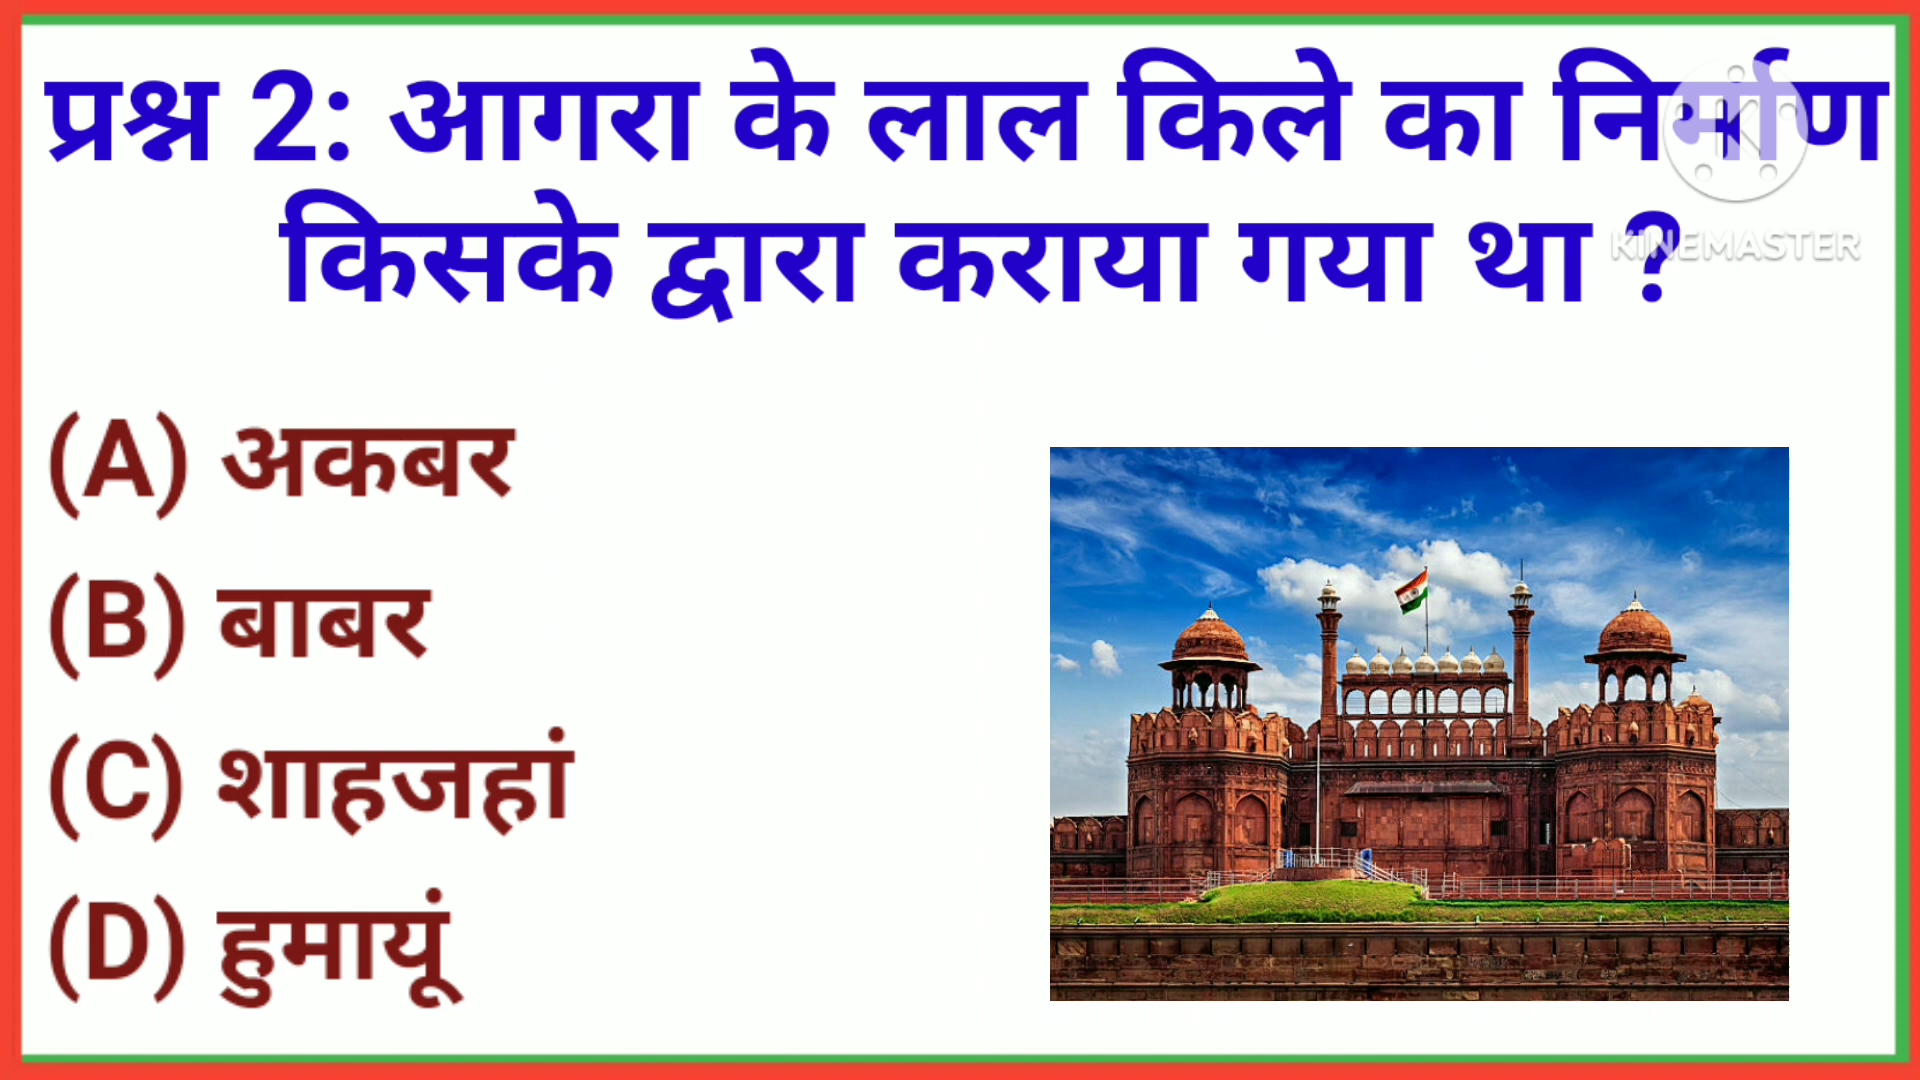 प्रश्न 2: आगरा के लाल किले का निर्माण
किसके द्वारा कराया गया था ?
KINEMASTER
(A) अकबर
(B) बाबर
(C) शाहजहां
(D) हुमायूं